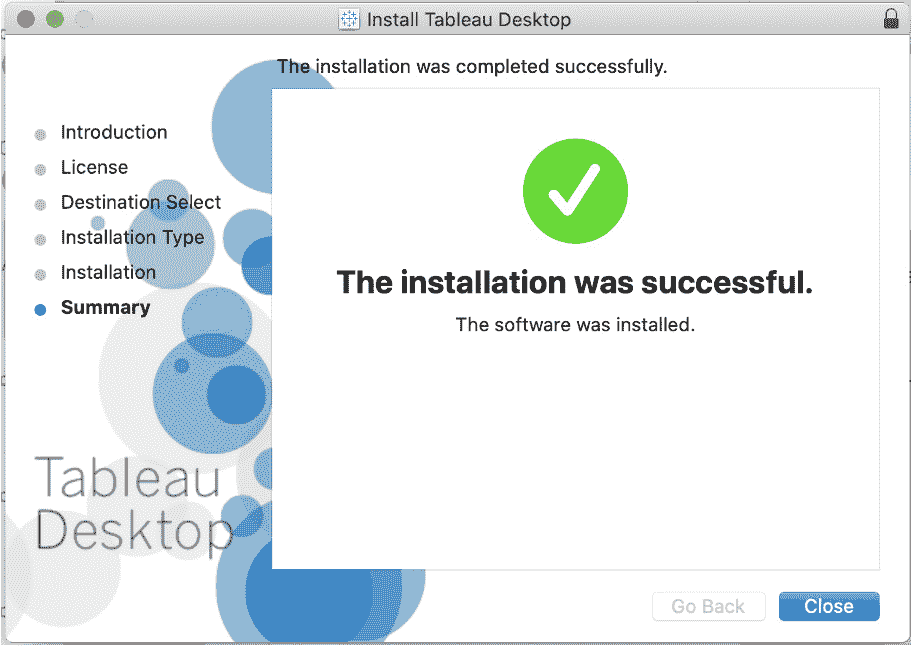 Install Tableau Desktop
The installation was completed successfully.
Introduction
License
Destination Select
Installation Type
Installation
Summary
The installation was successful.
The software was installed.
Tableau
Desktop
Go Back
Close